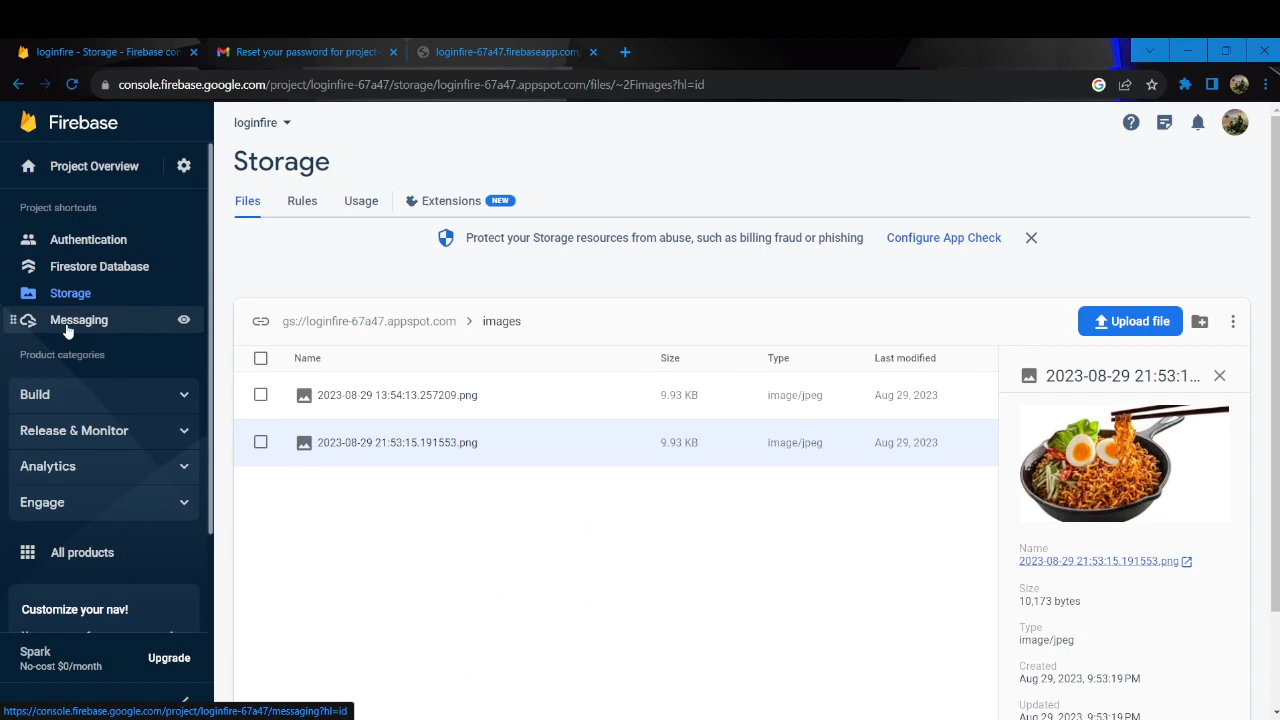 loginfire - Storage - Firebase con
Reset your password for project-
loginfire-67a47.firebaseapp.com
console.firebase.google.com/project/loginfire-67a47/storage/loginfire-67a47.appspot.com/files/~2Fimages?hl=id
Firebase
Project Overview
Project shortcuts
Authentication
Firestore Database
Storage
Messaging
Product categories
Build
Release & Monitor
Analytics
Engage
All products
Customize your nav!
Spark
No-cost $0/month
Upgrade
https://console.firebase.google.com/project/loginfire-67a47/messaging?hl=id
loginfire
Storage
Files Rules Usage Extensions NEW
Protect your Storage resources from abuse, such as billing fraud or phishing Configure App Check
gs://loginfire-67a47.appspot.com > images
Upload file
Name Size Type Last modified
2023-08-29 13:54:13.257209.png 9.93 KB image/jpeg Aug 29, 2023
2023-08-29 21:53:15.191553.png 9.93 KB image/jpeg Aug 29, 2023
2023-08-29 21:53:1...
Name
2023-08-29 21:53:15.191553.png
Size
10,173 bytes
Type
image/jpeg
Created
Aug 29, 2023, 9:53:19 PM
Updated
Aug 29, 2023, 9:53:19 PM